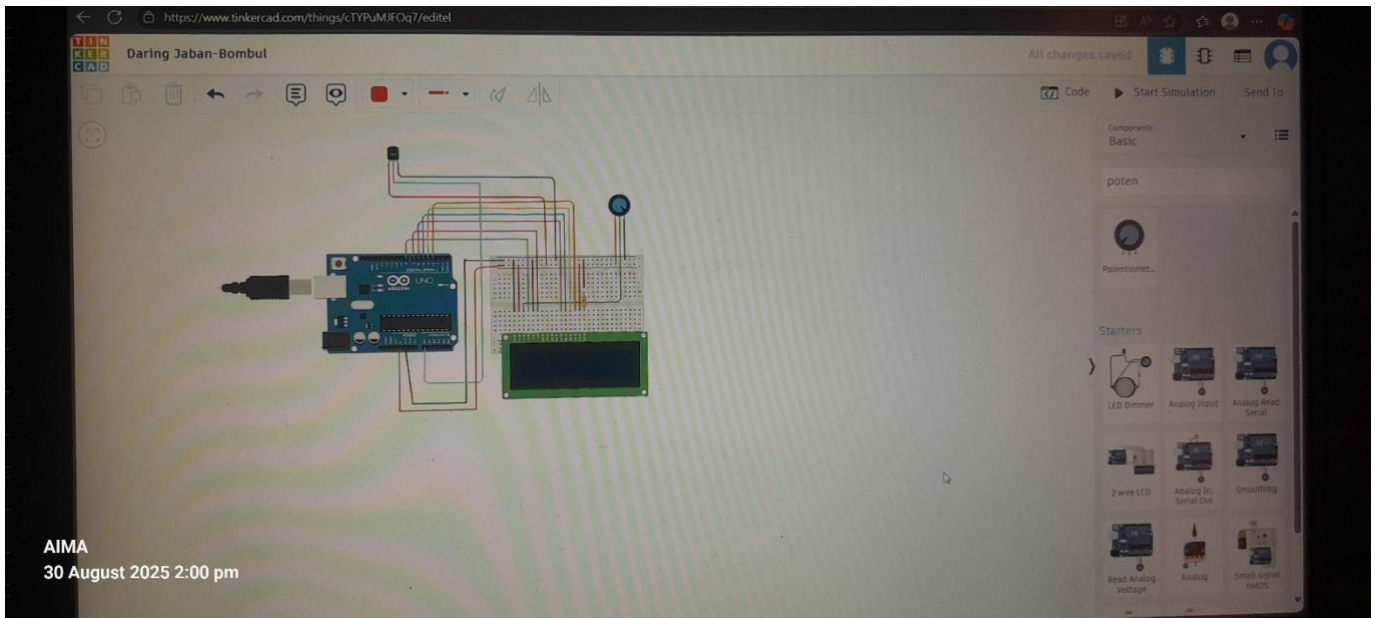 https://www.tinkercad.com/things/cTYPuMJFOq7/editel
TIN
KER
CAD
Daring Jaban-Bombul
All changes saved
Code
Start Simulation
Send To
Components
Basic
poten
Potentiomet...
Starters
LED Dimmer
Analog Input
Analog Read
Serial
2 wire LCD
Analog In,
Serial Out
Smoothing
Read Analog
Voltage
Analog
Small signal
nMOS
UNO
ARDUINO
AIMA
30 August 2025 2:00 pm